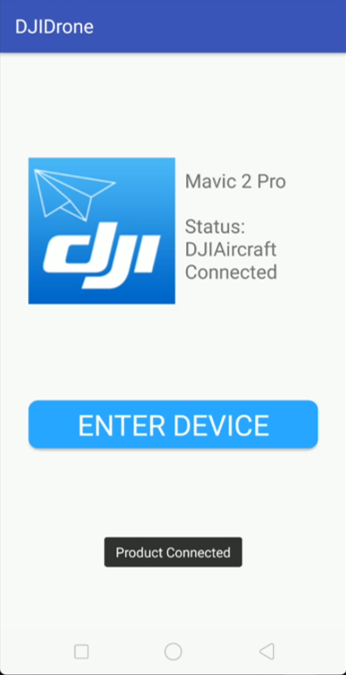 DJIDrone
dji
Mavic 2 Pro
Status:
DJIAircraft
Connected
ENTER DEVICE
Product Connected